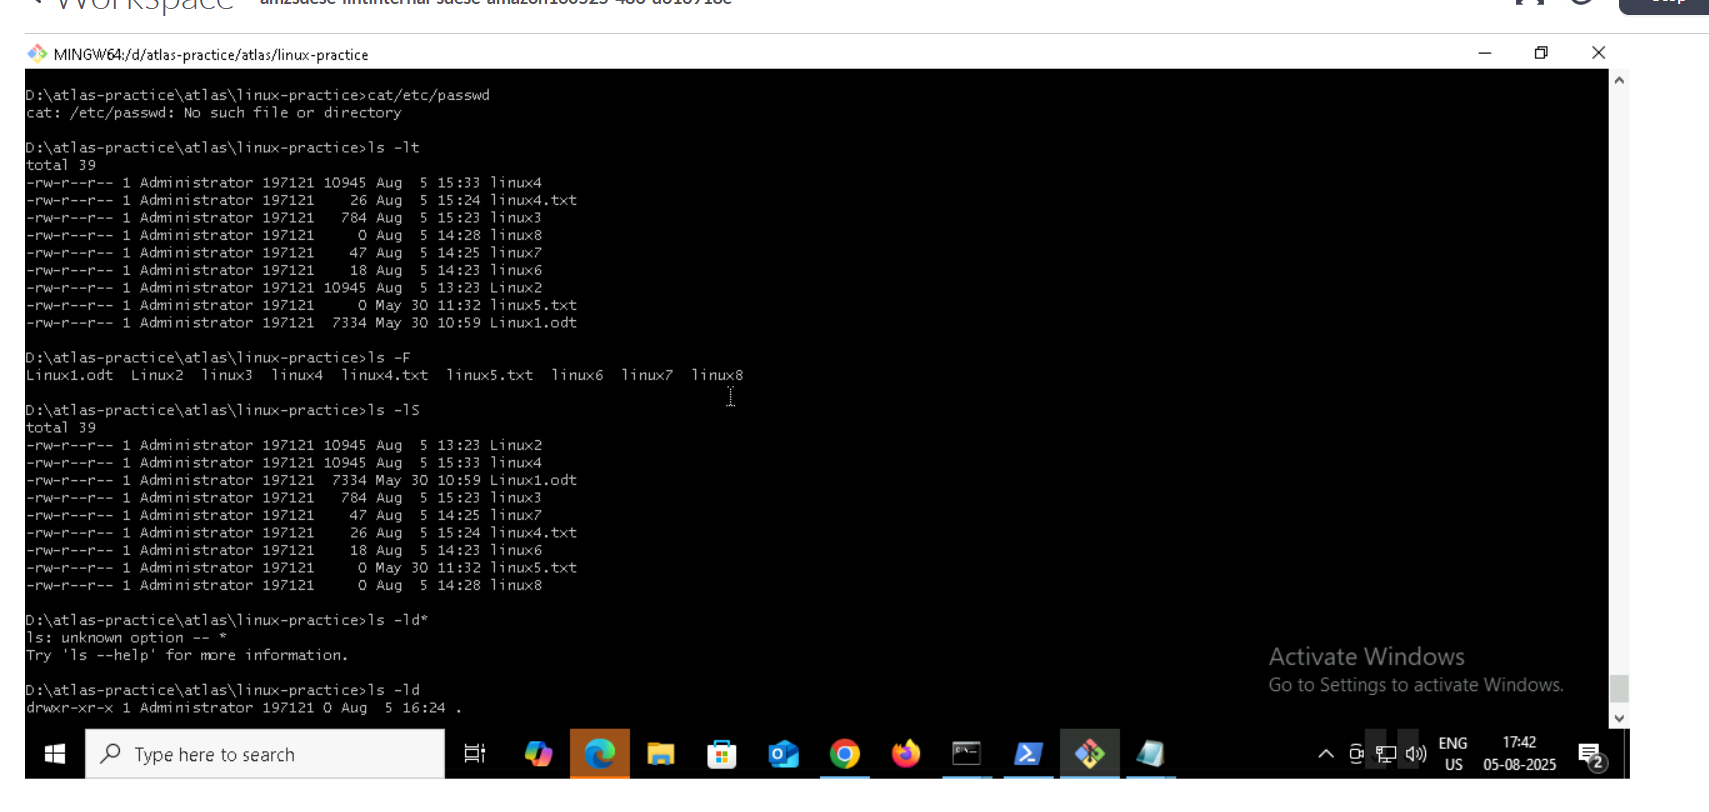 Workspace
MINGW64:/d/atlas-practice/atlas/linux-practice
D:\atlas-practice\atlas\linux-practice>cat/etc/passwd
cat: /etc/passwd: No such file or directory
D:\atlas-practice\atlas\linux-practice>ls -lt
total 39
-rw-r--r-- 1 Administrator 197121 10945 Aug  5 15:33 linux4
-rw-r--r-- 1 Administrator 197121    26 Aug  5 15:24 linux4.txt
-rw-r--r-- 1 Administrator 197121   784 Aug  5 15:23 linux3
-rw-r--r-- 1 Administrator 197121     0 Aug  5 14:28 linux8
-rw-r--r-- 1 Administrator 197121    47 Aug  5 14:25 linux7
-rw-r--r-- 1 Administrator 197121    18 Aug  5 14:23 linux6
-rw-r--r-- 1 Administrator 197121 10945 Aug  5 13:23 Linux2
-rw-r--r-- 1 Administrator 197121     0 May 30 11:32 linux5.txt
-rw-r--r-- 1 Administrator 197121  7334 May 30 10:59 Linux1.odt
D:\atlas-practice\atlas\linux-practice>ls -F
Linux1.odt  Linux2  linux3  linux4  linux4.txt  linux5.txt  linux6  linux7  linux8
D:\atlas-practice\atlas\linux-practice>ls -lS
total 39
-rw-r--r-- 1 Administrator 197121 10945 Aug  5 13:23 Linux2
-rw-r--r-- 1 Administrator 197121 10945 Aug  5 15:33 linux4
-rw-r--r-- 1 Administrator 197121  7334 May 30 10:59 Linux1.odt
-rw-r--r-- 1 Administrator 197121   784 Aug  5 15:23 linux3
-rw-r--r-- 1 Administrator 197121    47 Aug  5 14:25 linux7
-rw-r--r-- 1 Administrator 197121    26 Aug  5 15:24 linux4.txt
-rw-r--r-- 1 Administrator 197121    18 Aug  5 14:23 linux6
-rw-r--r-- 1 Administrator 197121     0 May 30 11:32 linux5.txt
-rw-r--r-- 1 Administrator 197121     0 Aug  5 14:28 linux8
D:\atlas-practice\atlas\linux-practice>ls -ld*
ls: unknown option -- *
Try 'ls --help' for more information.
D:\atlas-practice\atlas\linux-practice>ls -ld
drwxr-xr-x 1 Administrator 197121 0 Aug  5 16:24 .
Activate Windows
Go to Settings to activate Windows.
Type here to search
ENG
US
17:42
05-08-2025
2